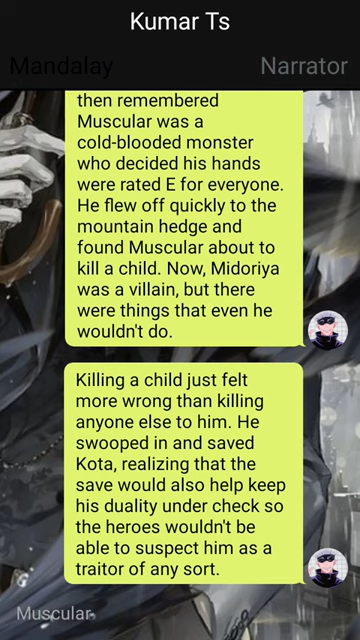 Kumar Ts
Mandalay
Narrator
then remembered
Muscular was a
cold-blooded monster
who decided his hands
were rated E for everyone.
He flew off quickly to the
mountain hedge and
found Muscular about to
kill a child. Now, Midoriya
was a villain, but there
were things that even he
wouldn't do.
Killing a child just felt
more wrong than killing
anyone else to him. He
swooped in and saved
Kota, realizing that the
save would also help keep
his duality under check so
the heroes wouldn't be
able to suspect him as a
traitor of any sort.
Muscular